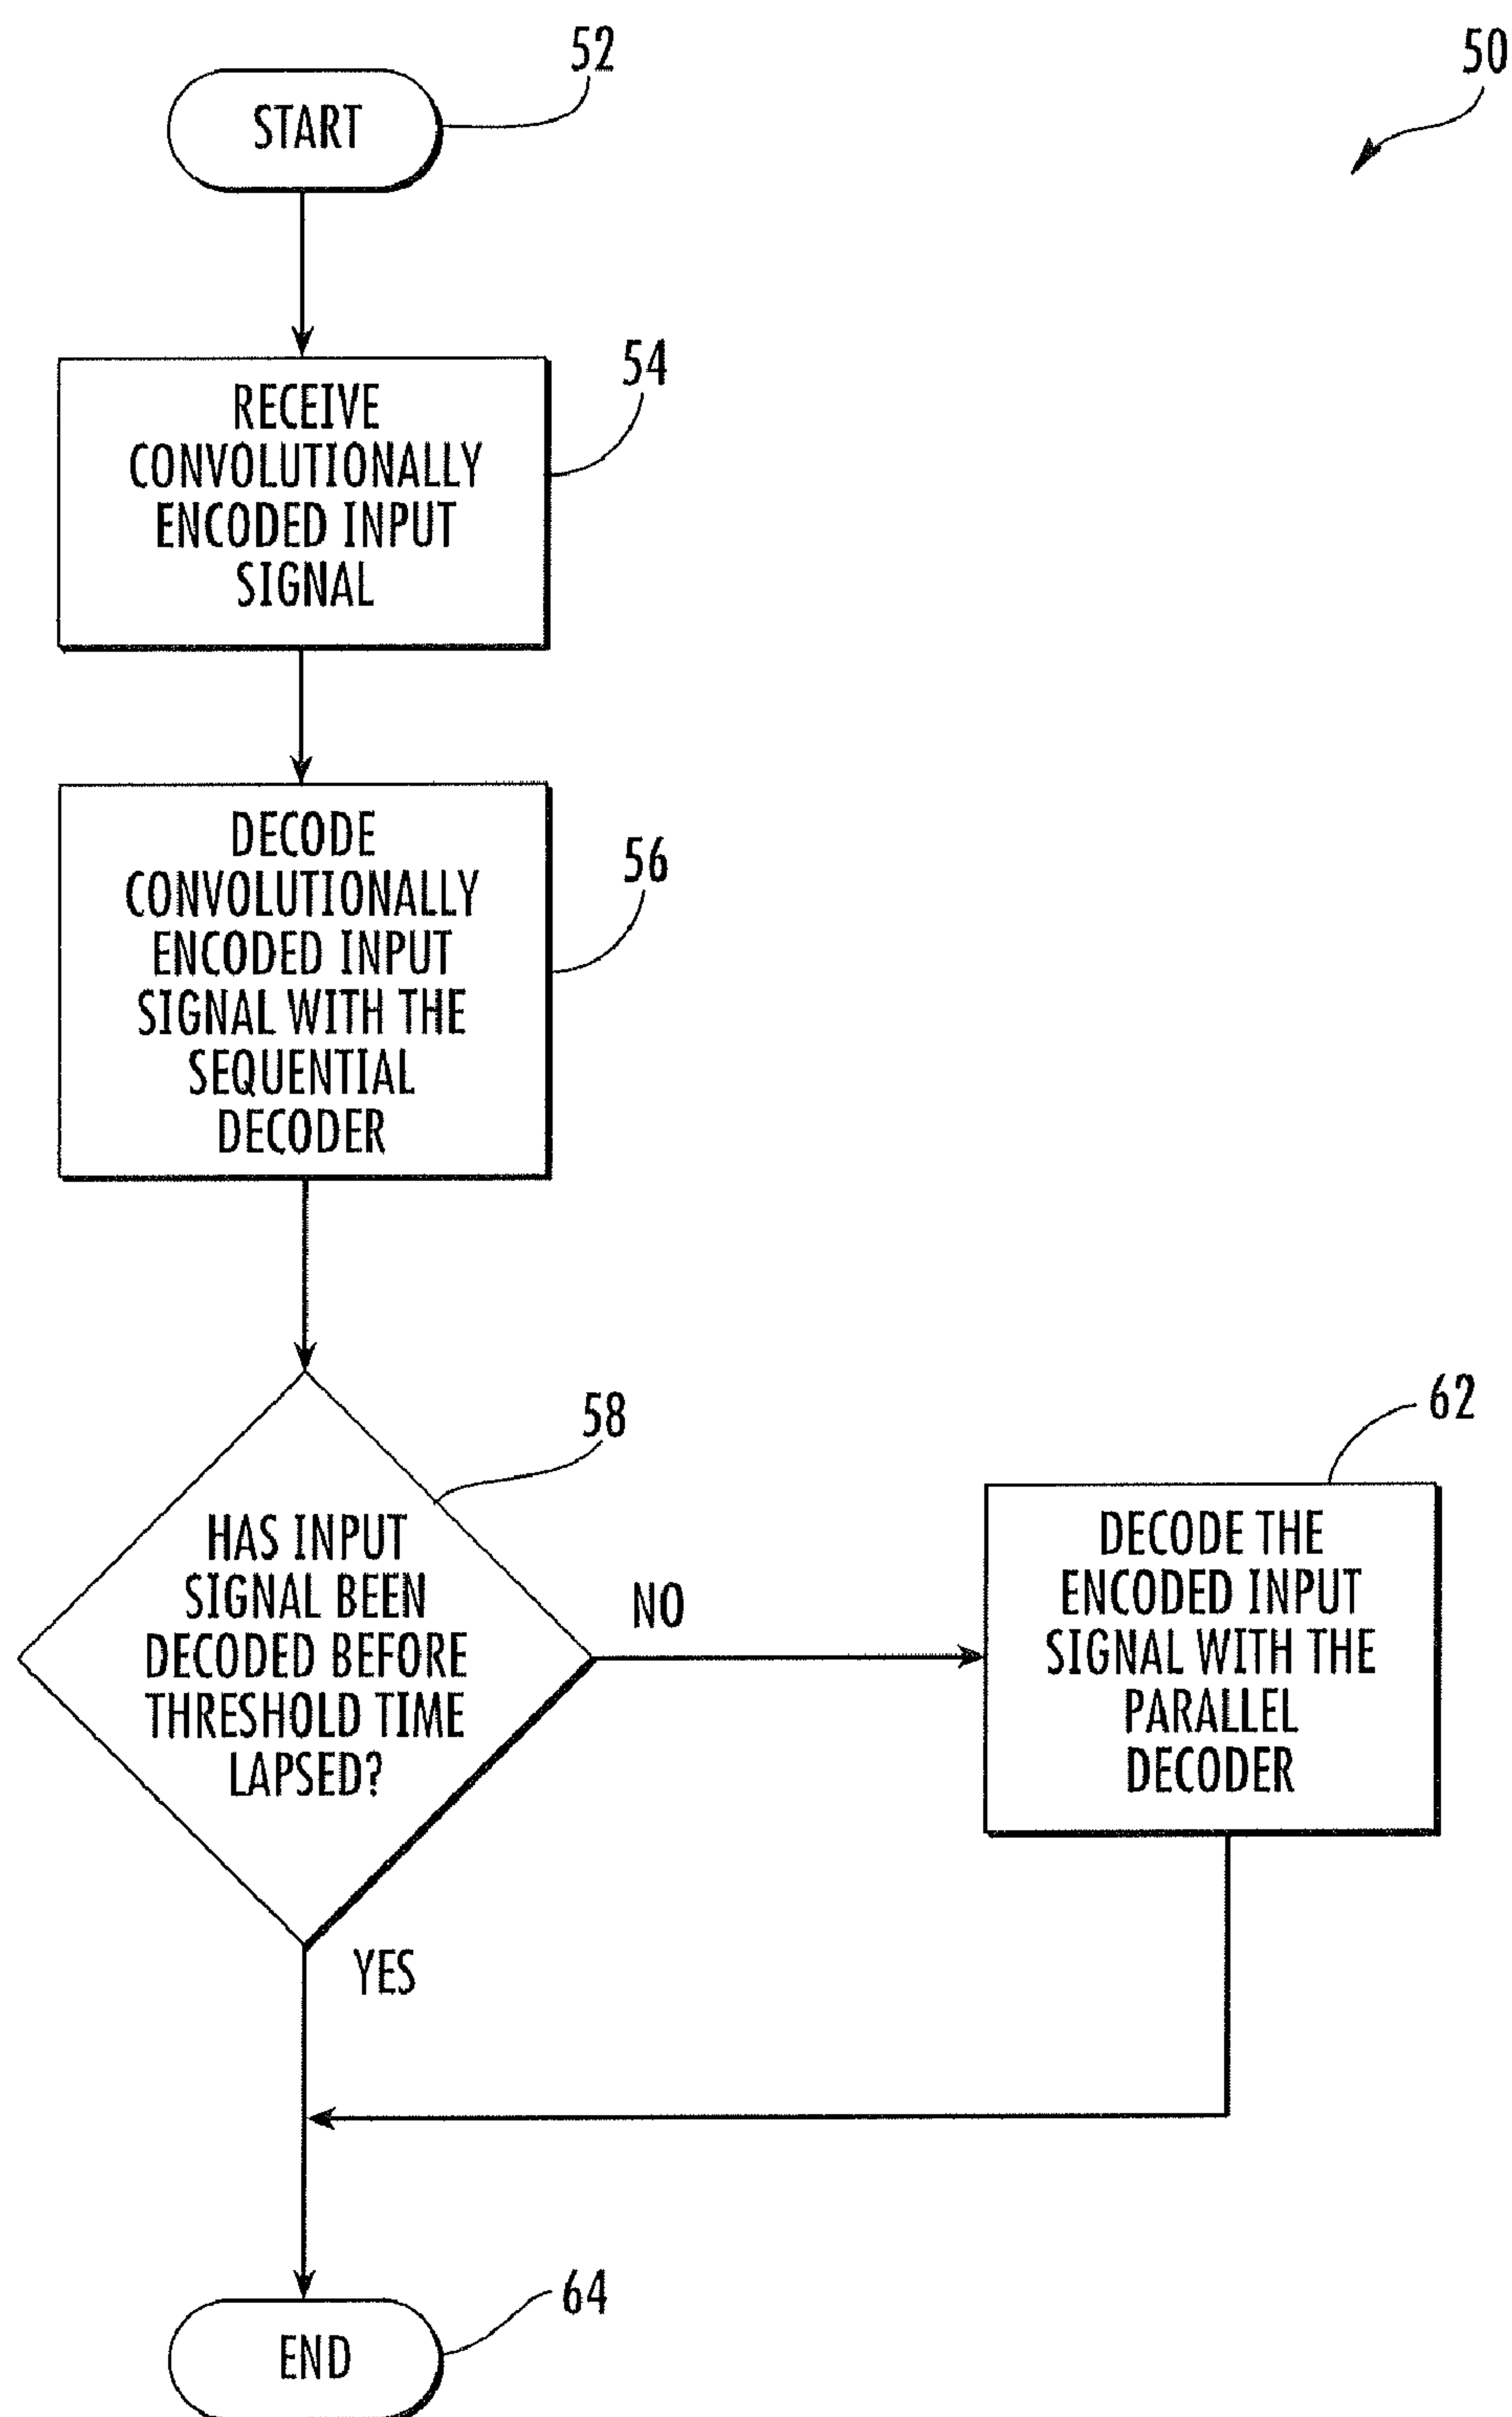 52
50
START
54
RECEIVE
CONVOLUTIONALLY
ENCODED INPUT
SIGNAL
56
DECODE
CONVOLUTIONALLY
ENCODED INPUT
SIGNAL WITH THE
SEQUENTIAL
DECODER
58
HAS INPUT
SIGNAL BEEN
DECODED BEFORE
THRESHOLD TIME
LAPSED?
NO
62
DECODE THE
ENCODED INPUT
SIGNAL WITH THE
PARALLEL
DECODER
YES
64
END